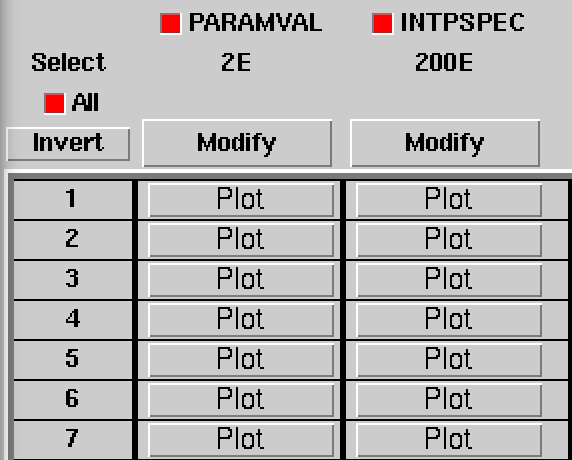 PARAMVAL INTPSPEC
Select 2E 200E
All
Invert Modify Modify
1 Plot Plot
2 Plot Plot
3 Plot Plot
4 Plot Plot
5 Plot Plot
6 Plot Plot
7 Plot Plot